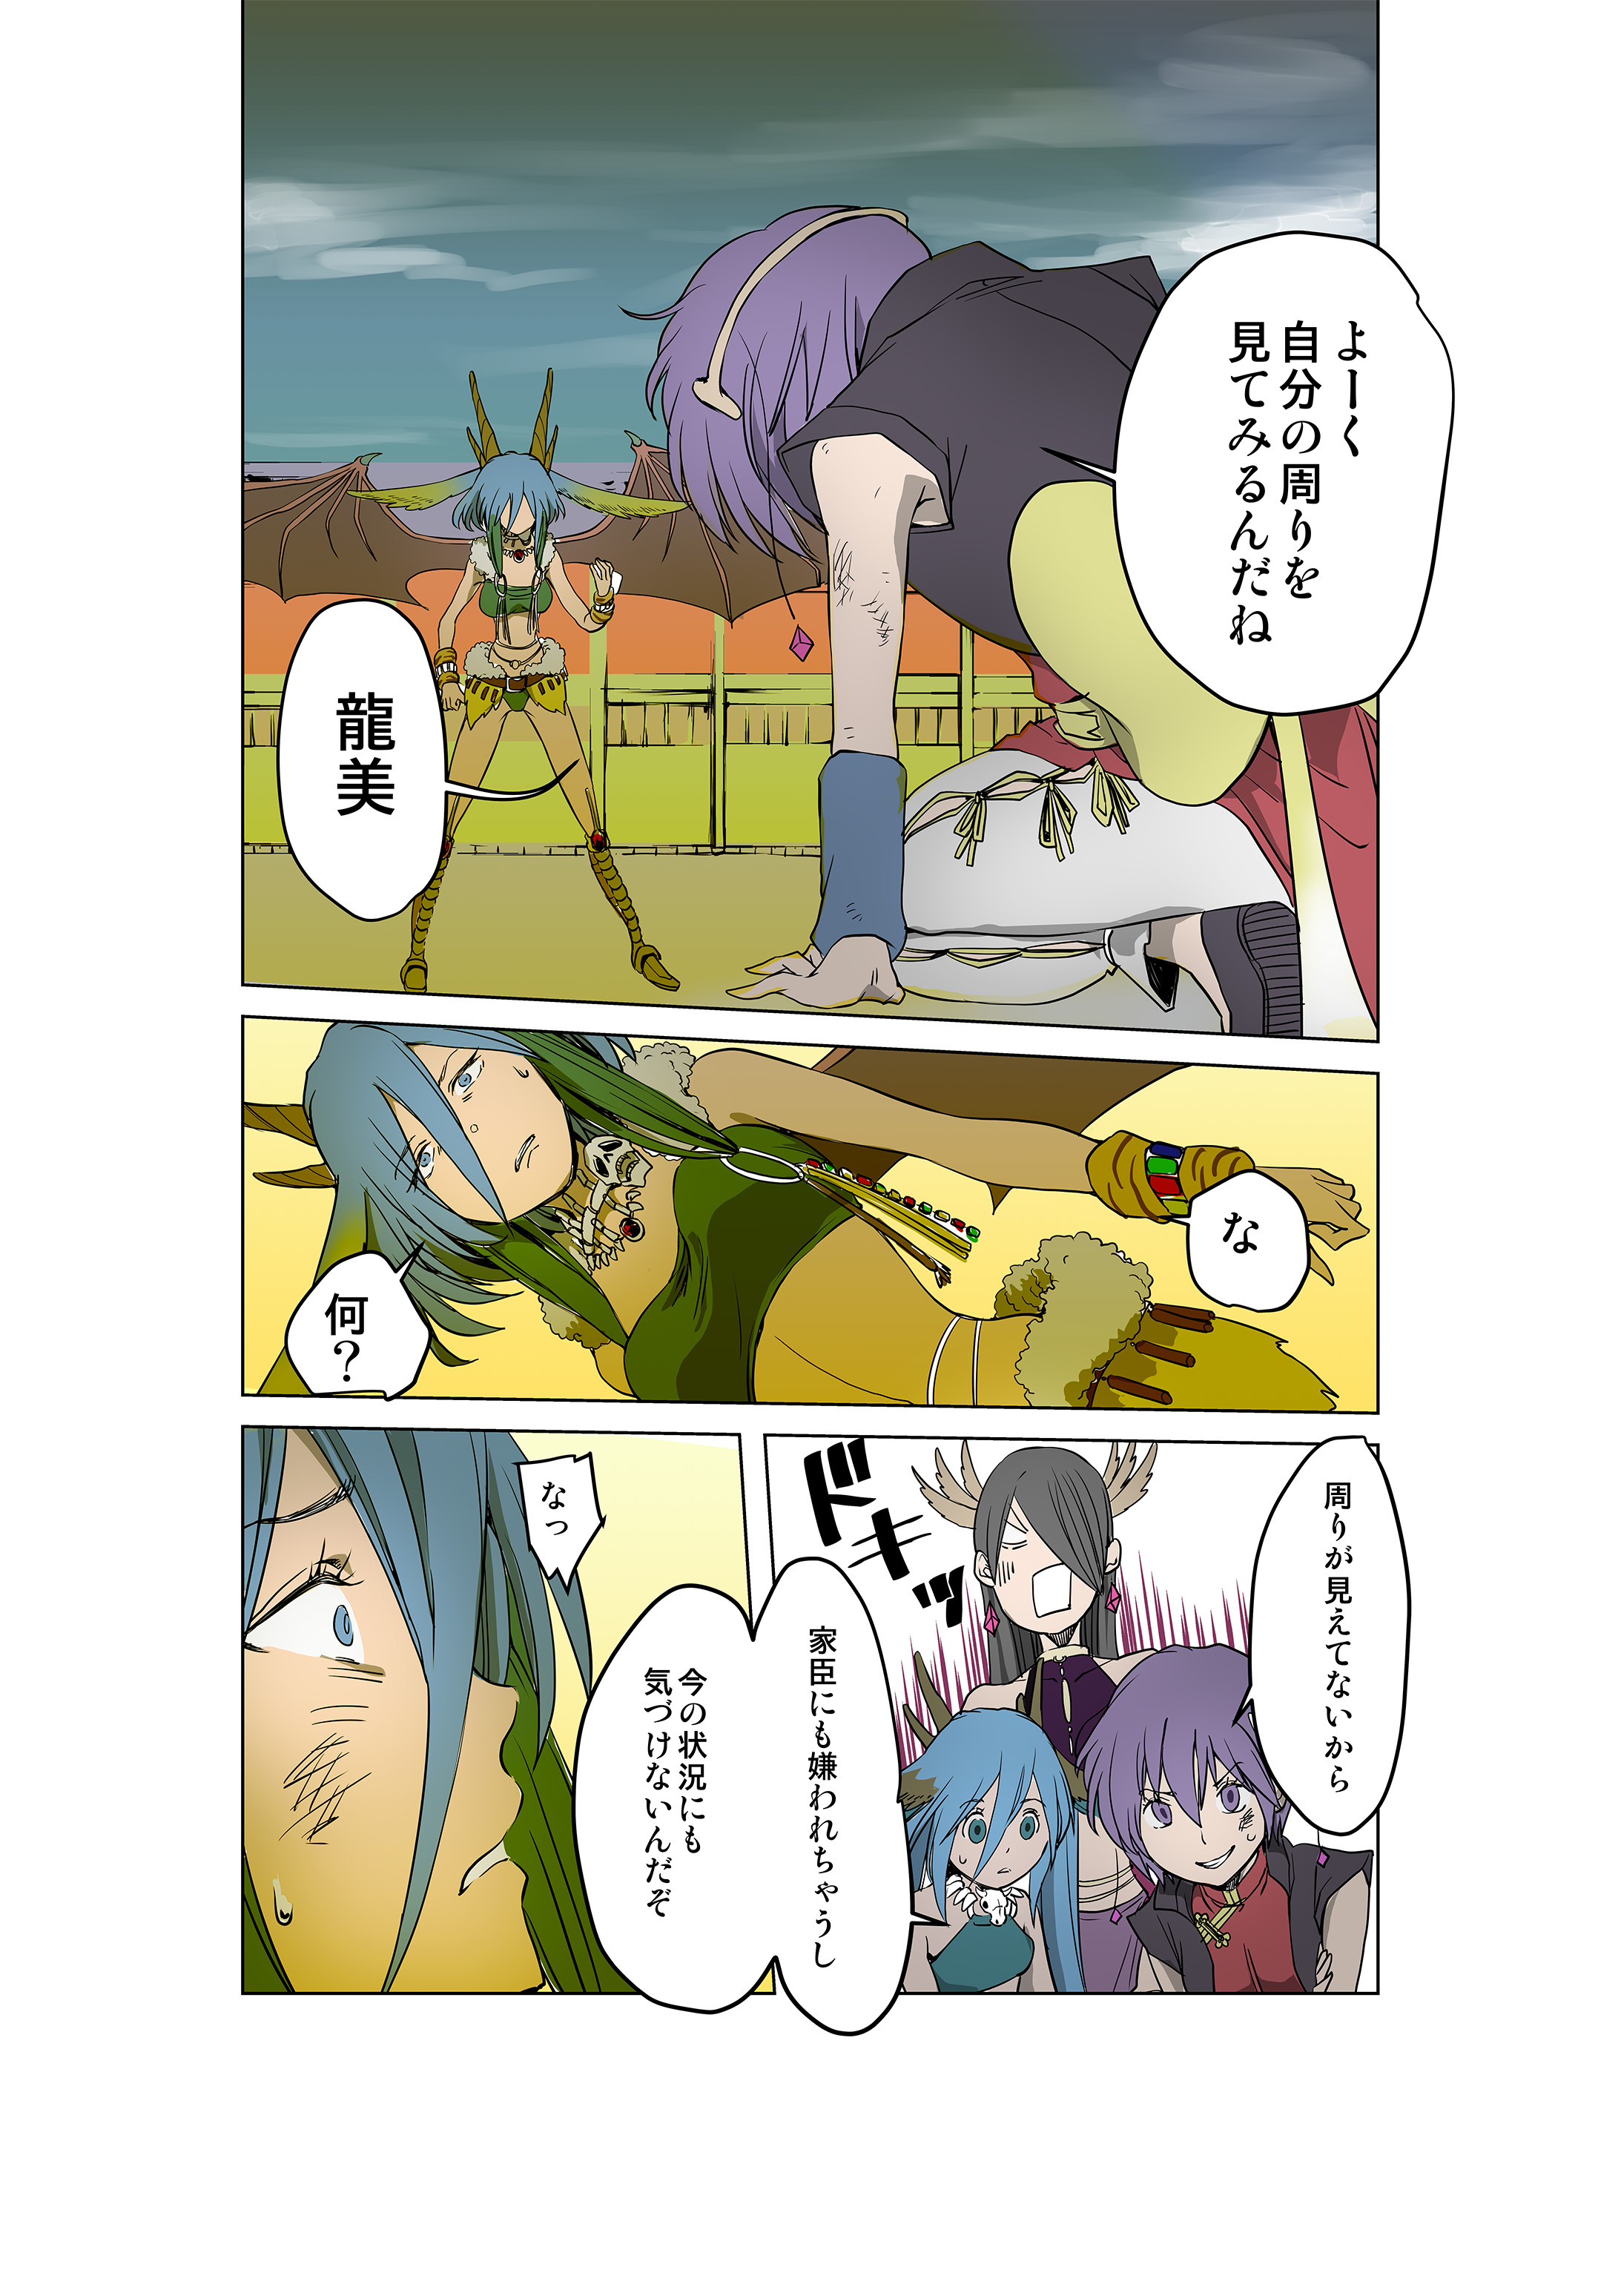 よーく
自分の周りを
見てみるんだね
龍美
な
何?
周りが見えてないから
ドキッ
家臣にも嫌われちゃうし
今の状況にも
気づけないんだぞ
なっ